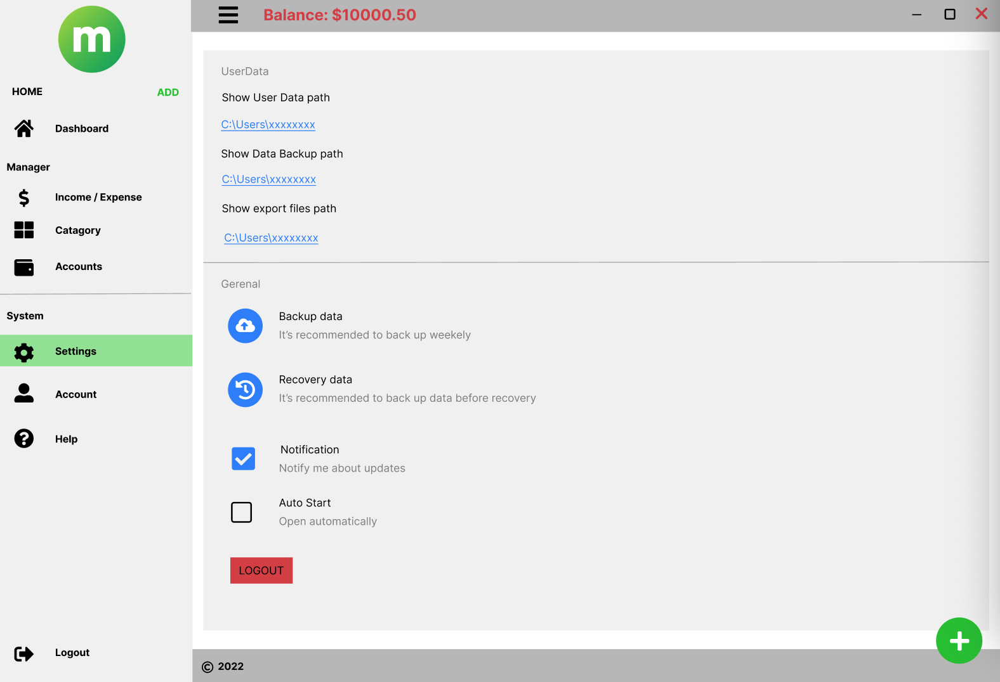 m
HOME
ADD
Dashboard
Manager
Income / Expense
Catagory
Accounts
System
Settings
Account
Help
Logout
Balance: $10000.50
UserData
Show User Data path
C:\Users\xxxxxxxx
Show Data Backup path
C:\Users\xxxxxxxx
Show export files path
C:\Users\xxxxxxxx
Gerenal
Backup data
It’s recommended to back up weekely
Recovery data
It’s recommended to back up data before recovery
Notification
Notify me about updates
Auto Start
Open automatically
LOGOUT
© 2022